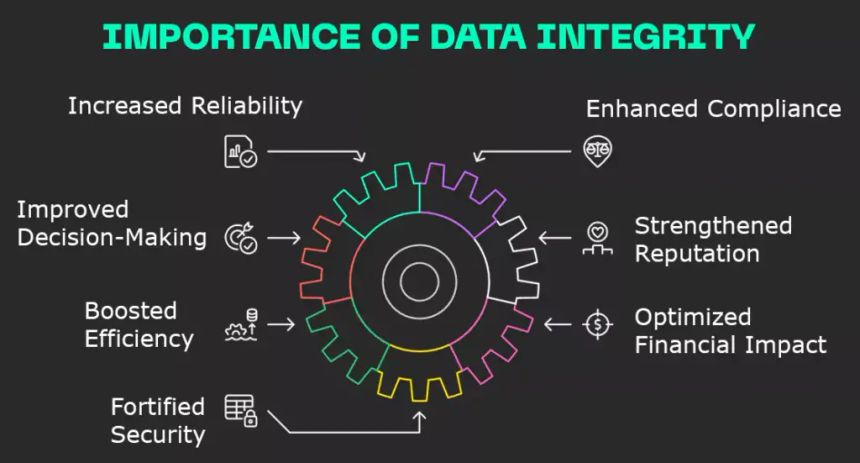 IMPORTANCE OF DATA INTEGRITY
Increased Reliability
Enhanced Compliance
Improved
Decision-Making
Strengthened
Reputation
Boosted
Efficiency
Optimized
Financial Impact
Fortified
Security